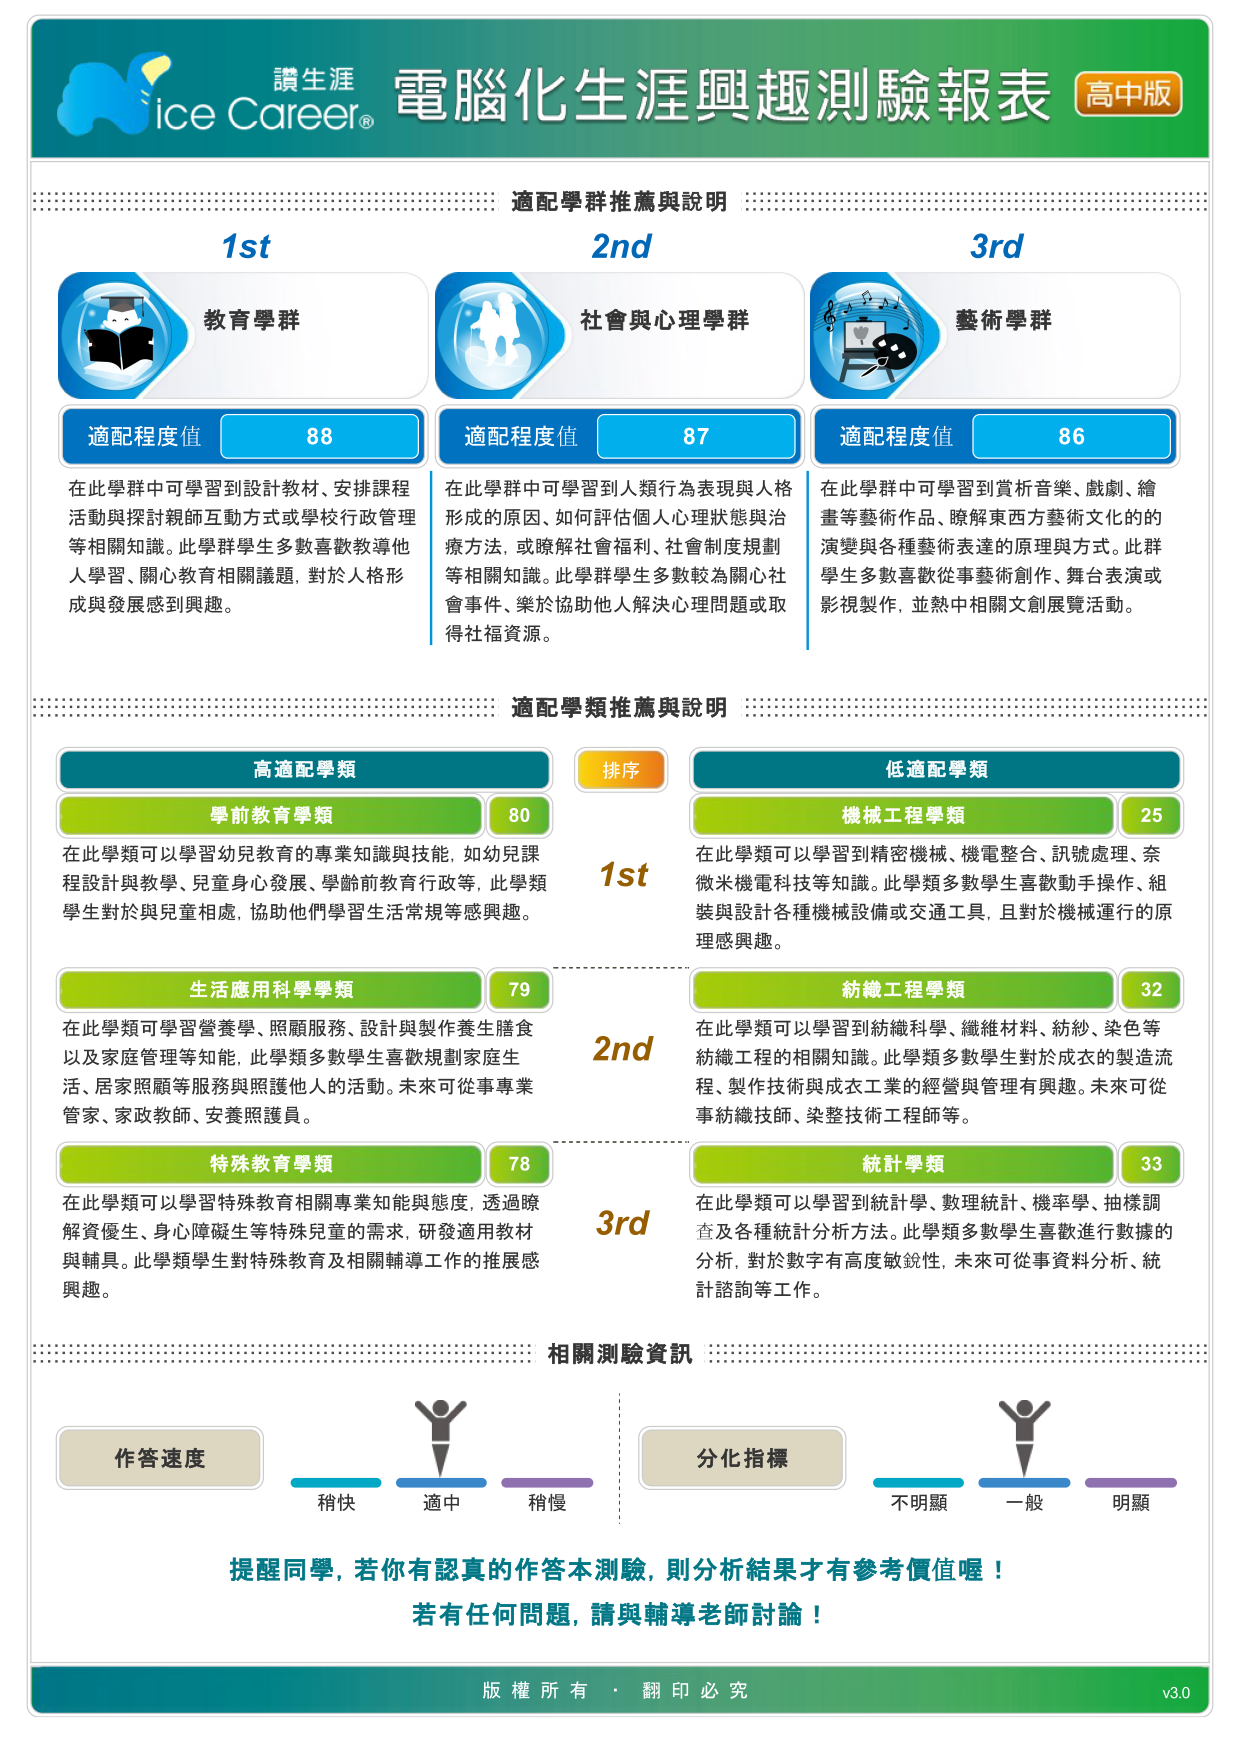 讚生涯
Nice Career®
電腦化生涯興趣測驗報表
高中版
適配學群推薦與說明
1st
2nd
3rd
教育學群
社會與心理學群
藝術學群
適配程度值 88
適配程度值 87
適配程度值 86
在此學群中可學習到設計教材、安排課程
活動與探討親師互動方式或學校行政管理
等相關知識。此學群學生多數喜歡教導他
人學習、關心教育相關議題，對於人格形
成與發展感到興趣。
在此學群中可學習到人類行為表現與人格
形成的原因、如何評估個人心理狀態與治
療方法，或瞭解社會福利、社會制度規劃
等相關知識。此學群學生多數較為關心社
會事件、樂於協助他人解決心理問題或取
得社福資源。
在此學群中可學習到賞析音樂、戲劇、繪
畫等藝術作品、瞭解東西方藝術文化的的
演變與各種藝術表達的原理與方式。此群
學生多數喜歡從事藝術創作、舞台表演或
影視製作，並熱中相關文創展覽活動。
適配學類推薦與說明
高適配學類
排序
低適配學類
學前教育學類 80
在此學類可以學習幼兒教育的專業知識與技能，如幼兒課
程設計與教學、兒童身心發展、學齡前教育行政等，此學類
學生對於與兒童相處，協助他們學習生活常規等感興趣。
1st
機械工程學類 25
在此學類可以學習到精密機械、機電整合、訊號處理、奈
微米機電科技等知識。此學類多數學生喜歡動手操作、組
裝與設計各種機械設備或交通工具，且對於機械運行的原
理感興趣。
生活應用科學學類 79
在此學類可學習營養學、照顧服務、設計與製作養生膳食
以及家庭管理等知能，此學類多數學生喜歡規劃家庭生
活、居家照顧等服務與照護他人的活動。未來可從事專業
管家、家政教師、安養照護員。
2nd
紡織工程學類 32
在此學類可以學習到紡織科學、纖維材料、紡紗、染色等
紡織工程的相關知識。此學類多數學生對於成衣的製造流
程、製作技術與成衣工業的經營與管理有興趣。未來可從
事紡織技師、染整技術工程師等。
特殊教育學類 78
在此學類可以學習特殊教育相關專業知能與態度，透過瞭
解資優生、身心障礙生等特殊兒童的需求，研發適用教材
與輔具。此學類學生對特殊教育及相關輔導工作的推展感
興趣。
3rd
統計學類 33
在此學類可以學習到統計學、數理統計、機率學、抽樣調
查及各種統計分析方法。此學類多數學生喜歡進行數據的
分析，對於數字有高度敏銳性，未來可從事資料分析、統
計諮詢等工作。
相關測驗資訊
作答速度
稍快 適中 稍慢
分化指標
不明顯 一般 明顯
提醒同學，若你有認真的作答本測驗，則分析結果才有參考價值喔！
若有任何問題，請與輔導老師討論！
版權所有 · 翻印必究
v3.0